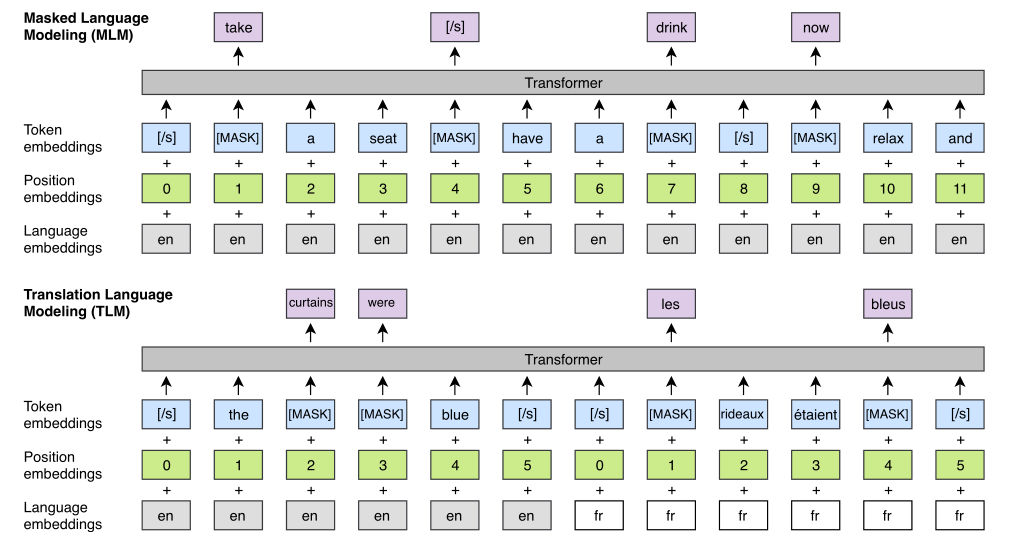 Masked Language
Modeling (MLM)
take [/s] drink now
Transformer
Token
embeddings
[/s] [MASK] a seat [MASK] have a [MASK] [/s] [MASK] relax and
+ + + + + + + + + + + +
Position
embeddings
0 1 2 3 4 5 6 7 8 9 10 11
+ + + + + + + + + + + +
Language
embeddings
en en en en en en en en en en en en
Translation Language
Modeling (TLM)
curtains were les bleus
Transformer
Token
embeddings
[/s] the [MASK] [MASK] blue [/s] [/s] [MASK] rideaux étaient [MASK] [/s]
+ + + + + + + + + + + +
Position
embeddings
0 1 2 3 4 5 0 1 2 3 4 5
+ + + + + + + + + + + +
Language
embeddings
en en en en en en fr fr fr fr fr fr